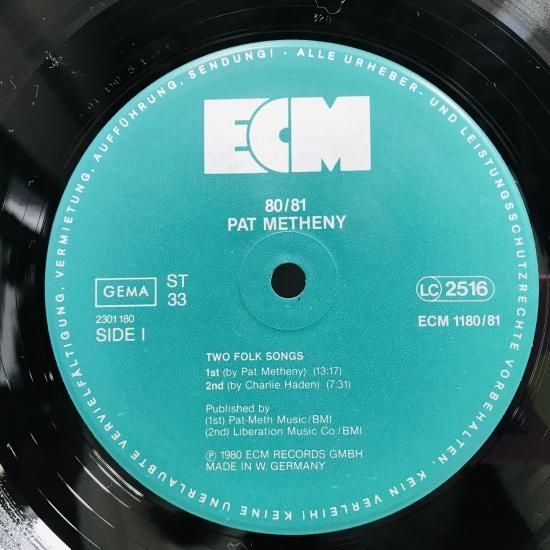 ALLE URHEBER- UND LEISTUNGSSCHUTZRECHTE VORBEHALTEN. KEIN VERLEIH! KEINE UNERLAUBTE VERVIELFÄLTIGUNG, VERMIETUNG, AUFFÜHRUNG, SENDUNG! ·
ECM
80/81
PAT METHENY
GEMA
ST
33
LC 2516
2301180
SIDE I
ECM 1180/81
TWO FOLK SONGS
1st (by Pat Metheny) (13:17)
2nd (by Charlie Haden) (7:31)
Published by
(1st) Pat-Meth Music/BMI
(2nd) Liberation Music Co./BMI
Ⓟ 1980 ECM RECORDS GMBH
MADE IN W. GERMANY